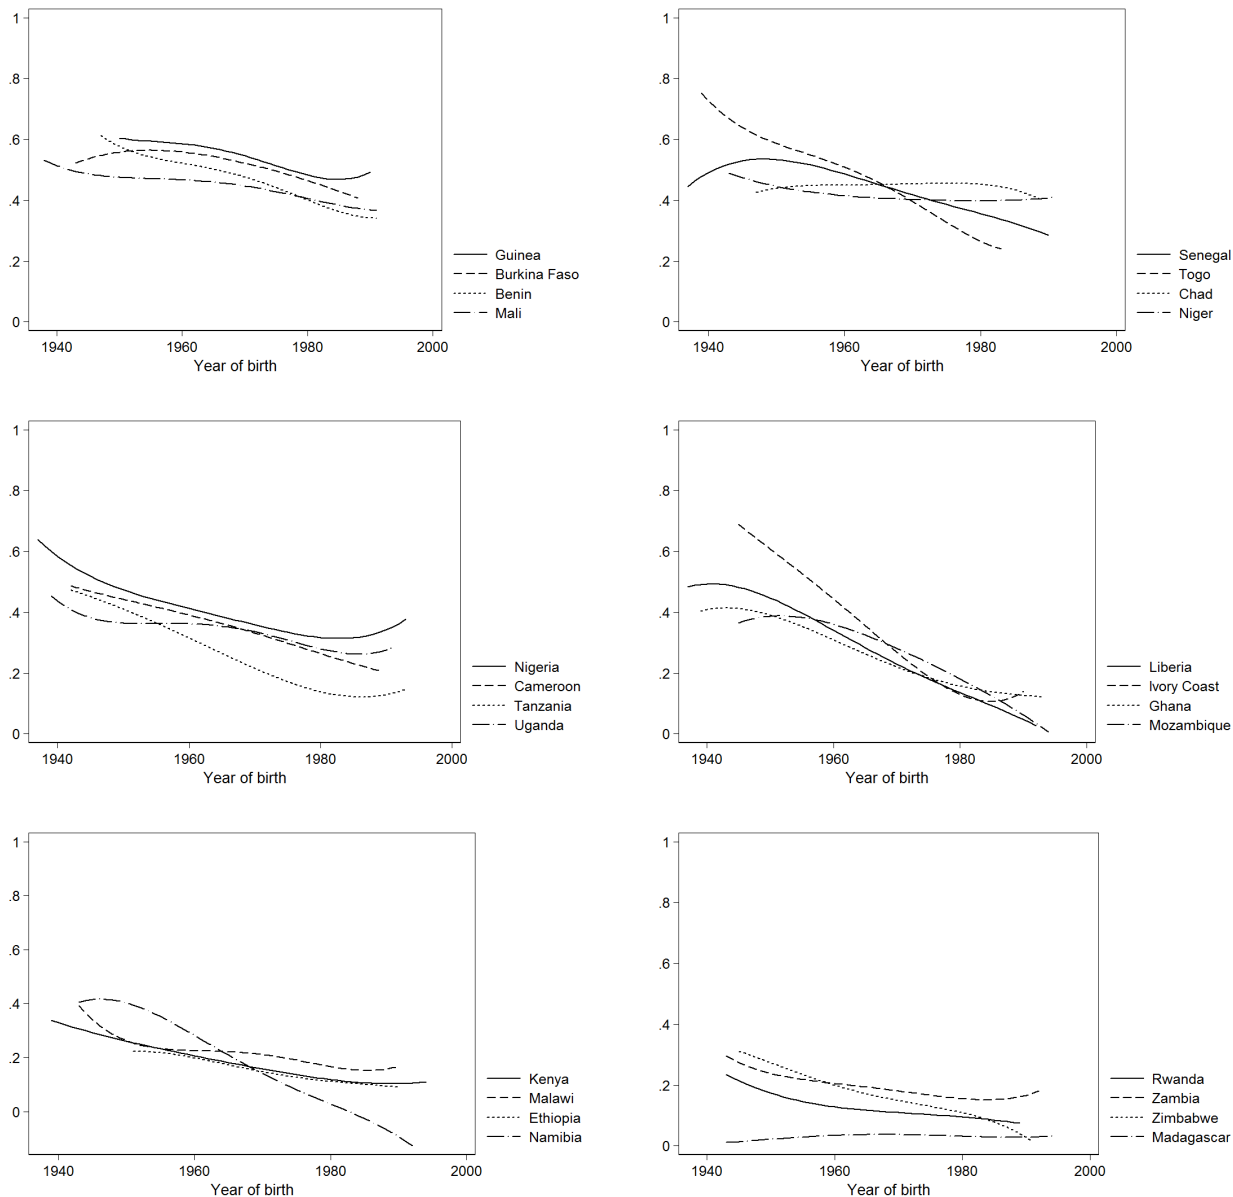 1
.8
.6
.4
.2
0
1940 1960 1980 2000
Year of birth
Guinea
Burkina Faso
Benin
Mali
1
.8
.6
.4
.2
0
1940 1960 1980 2000
Year of birth
Senegal
Togo
Chad
Niger
1
.8
.6
.4
.2
0
1940 1960 1980 2000
Year of birth
Nigeria
Cameroon
Tanzania
Uganda
1
.8
.6
.4
.2
0
1940 1960 1980 2000
Year of birth
Liberia
Ivory Coast
Ghana
Mozambique
1
.8
.6
.4
.2
0
1940 1960 1980 2000
Year of birth
Kenya
Malawi
Ethiopia
Namibia
1
.8
.6
.4
.2
0
1940 1960 1980 2000
Year of birth
Rwanda
Zambia
Zimbabwe
Madagascar